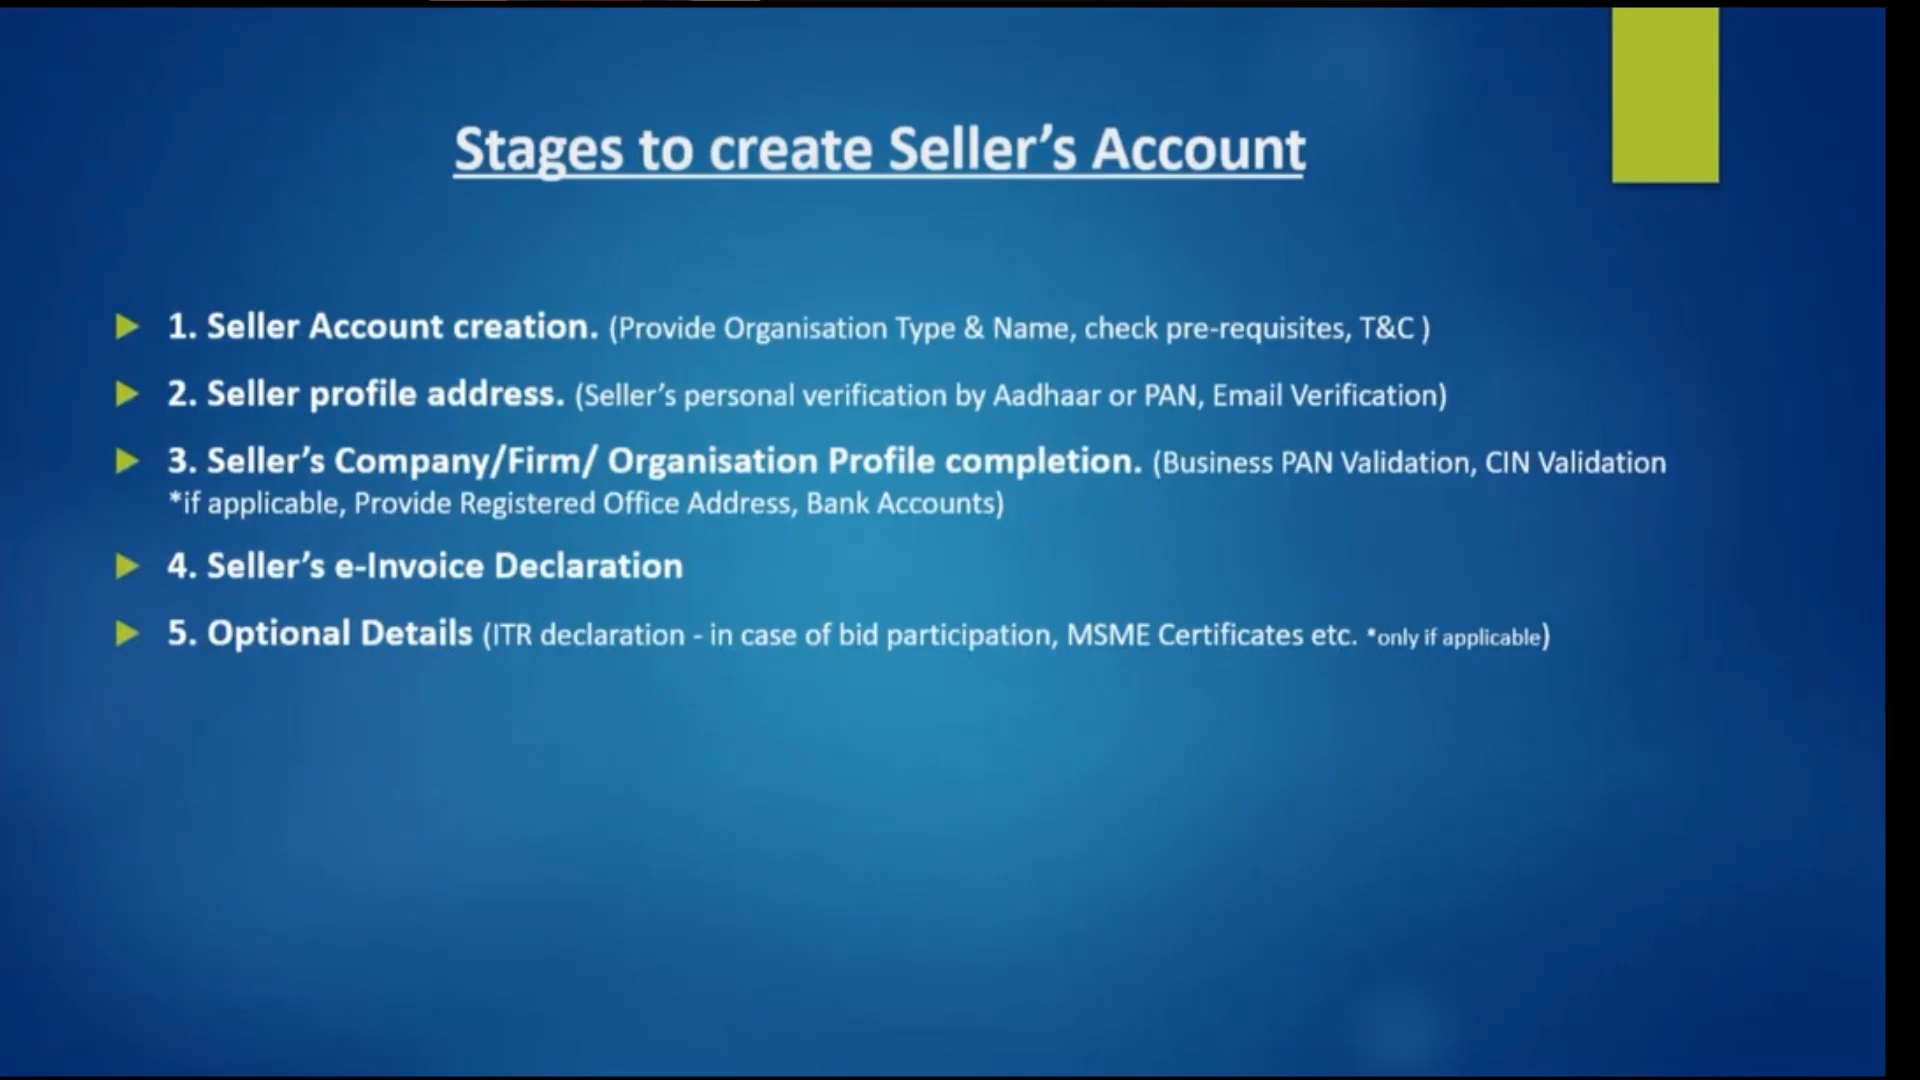 Stages to create Seller’s Account
1. Seller Account creation. (Provide Organisation Type & Name, check pre-requisites, T&C )
2. Seller profile address. (Seller’s personal verification by Aadhaar or PAN, Email Verification)
3. Seller’s Company/Firm/ Organisation Profile completion. (Business PAN Validation, CIN Validation
*if applicable, Provide Registered Office Address, Bank Accounts)
4. Seller’s e-Invoice Declaration
5. Optional Details (ITR declaration - in case of bid participation, MSME Certificates etc. *only if applicable)